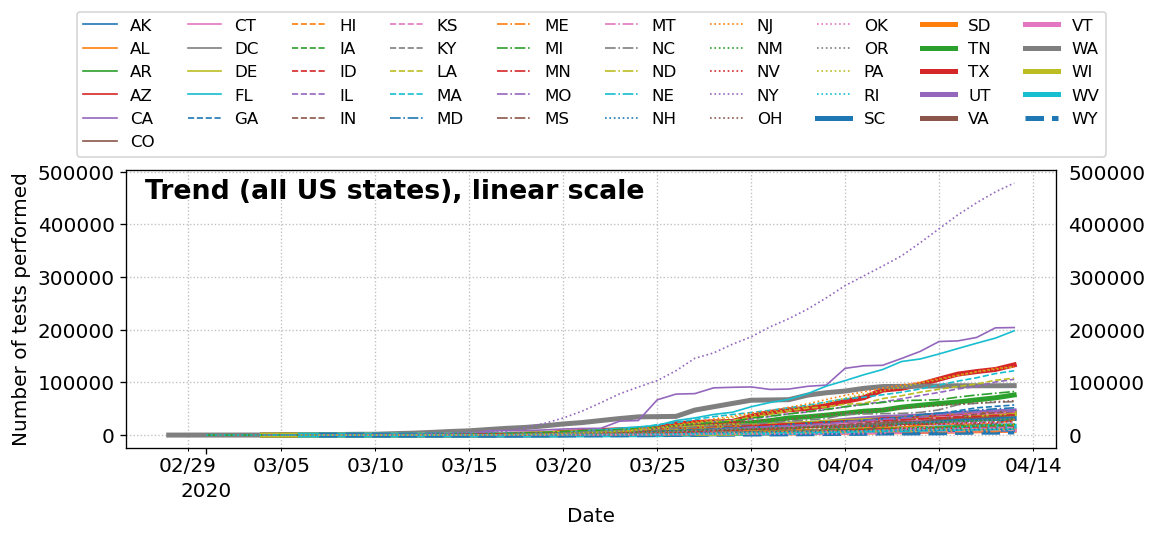 AK CT HI KS ME MT NJ OK SD VT
AL DC IA KY MI NC NM OR TN WA
AR DE ID LA MN ND NV PA TX WI
AZ FL IL MA MO NE NY RI UT WV
CA GA IN MD MS NH OH SC VA WY
CO
Trend (all US states), linear scale
500000 500000
400000 400000
300000 300000
200000 200000
100000 100000
0 0
Number of tests performed
02/29 03/05 03/10 03/15 03/20 03/25 03/30 04/04 04/09 04/14
2020
Date